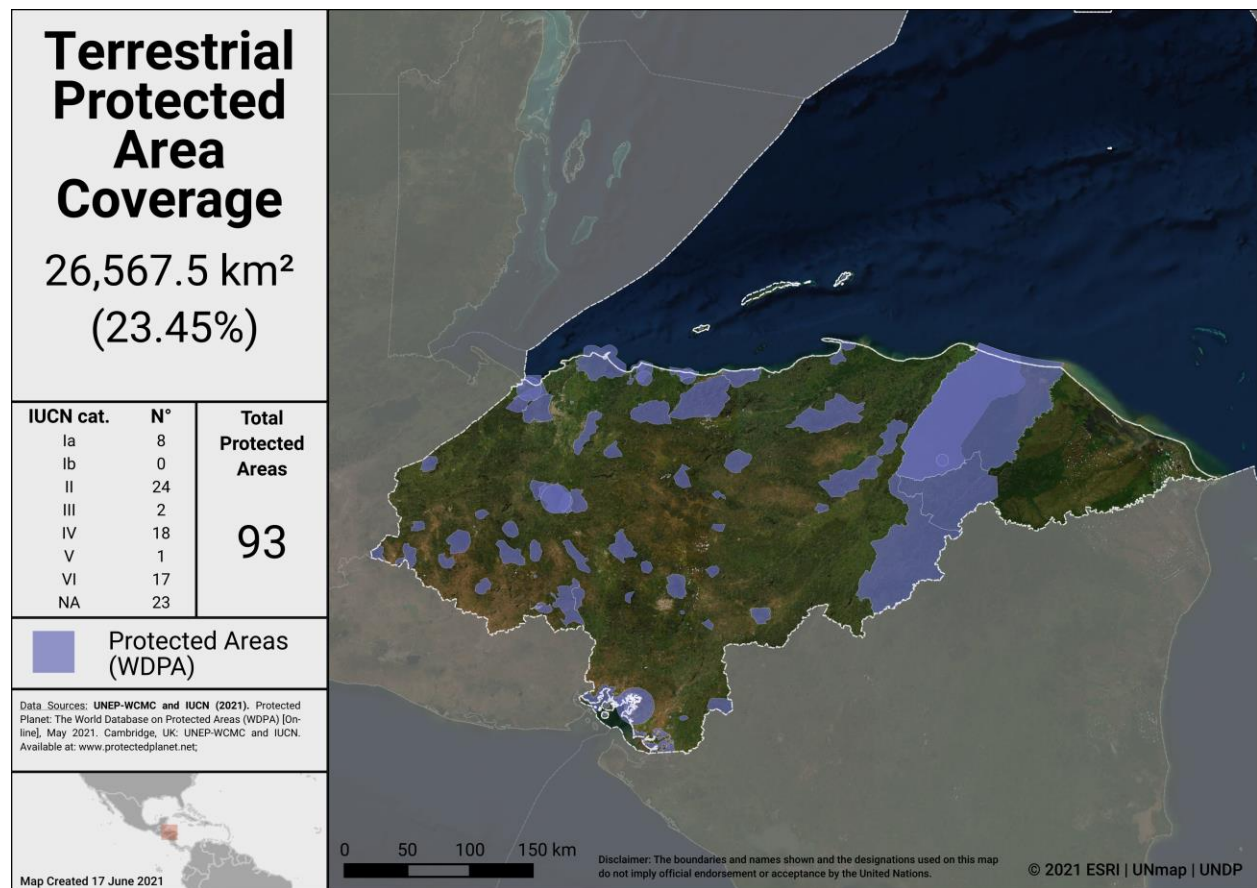 Terrestrial
Protected
Area
Coverage
26,567.5 km²
(23.45%)
IUCN cat. N°
Ia 8
Ib 0
II 24
III 2
IV 18
V 1
VI 17
NA 23
Total
Protected
Areas
93
Protected Areas
(WDPA)
Data Sources: UNEP-WCMC and IUCN (2021). Protected
Planet: The World Database on Protected Areas (WDPA) [On-
line], May 2021. Cambridge, UK: UNEP-WCMC and IUCN.
Available at: www.protectedplanet.net;
Map Created 17 June 2021
0 50 100 150 km
Disclaimer: The boundaries and names shown and the designations used on this map
do not imply official endorsement or acceptance by the United Nations.
© 2021 ESRI | UNmap | UNDP